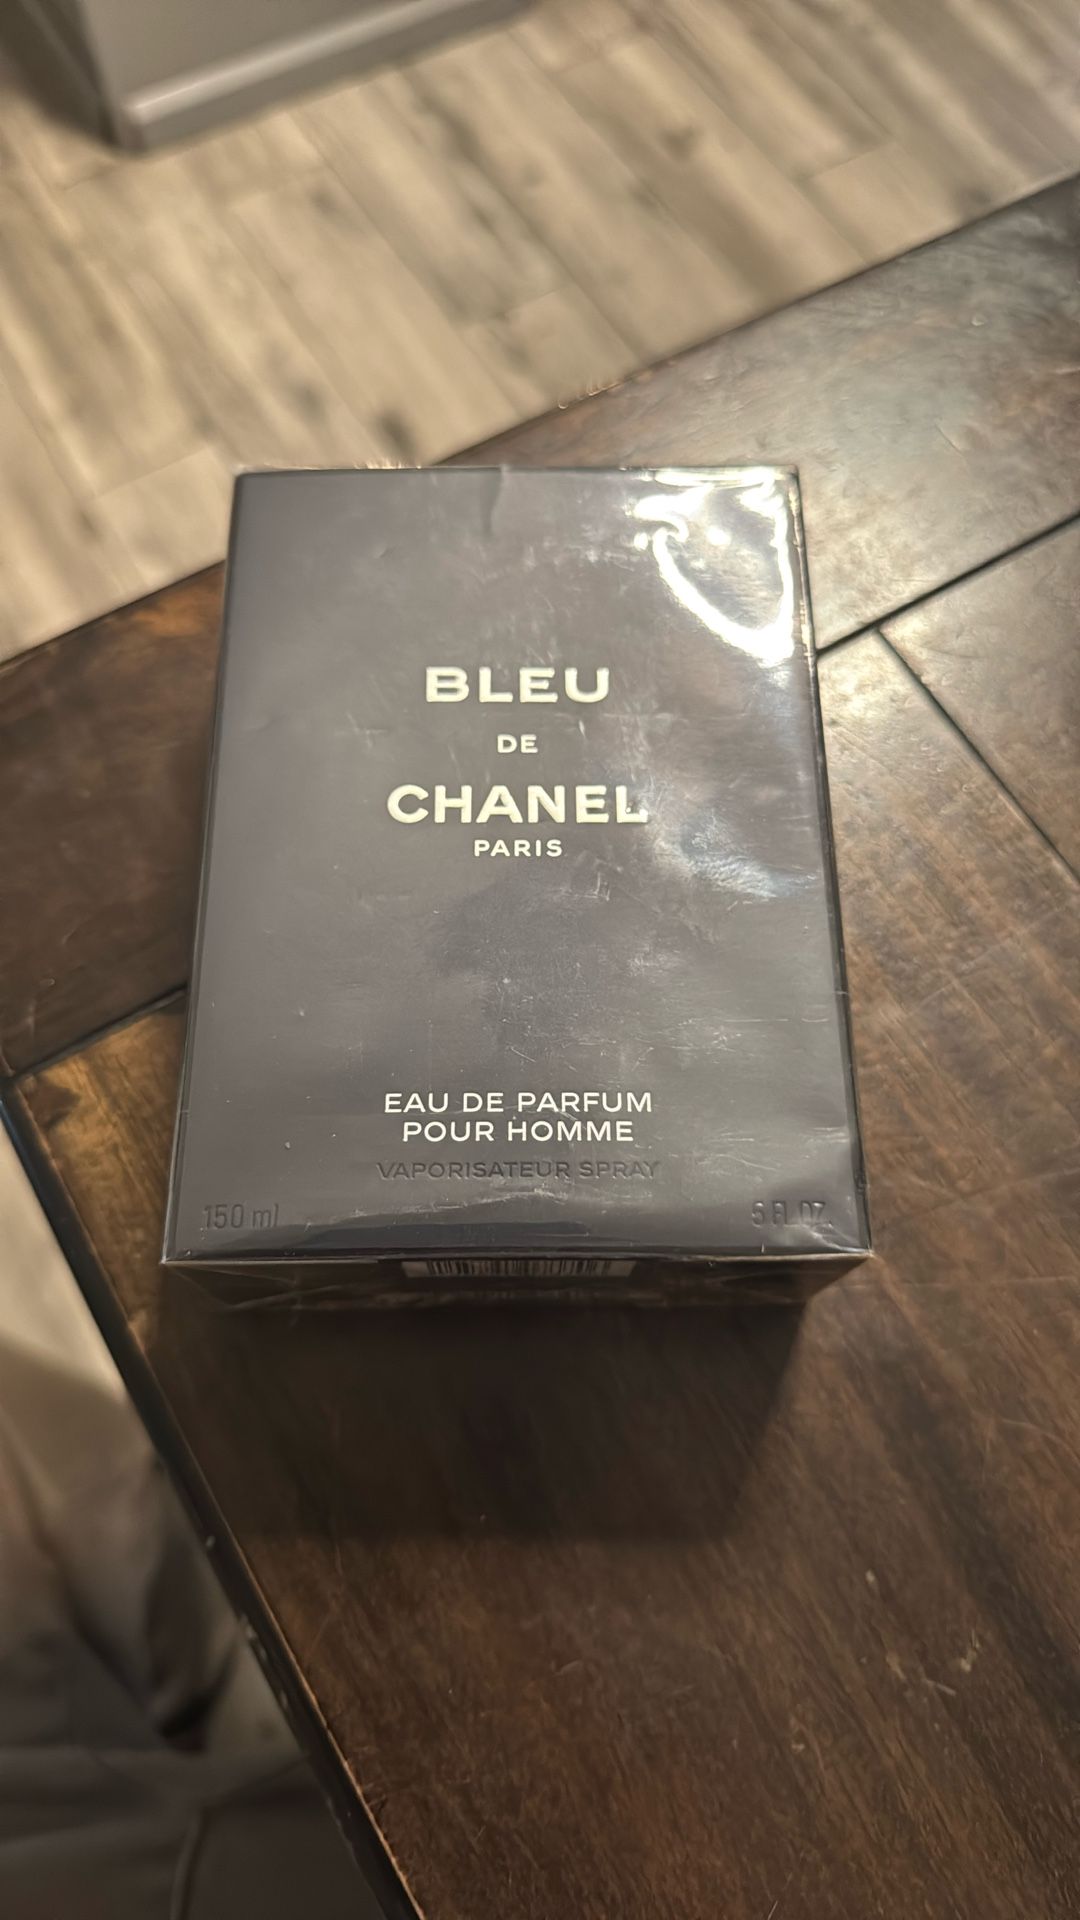 BLEU
DE
CHANEL
PARIS
EAU DE PARFUM
POUR HOMME
VAPORISATEUR SPRAY
150 ml
5 FL. OZ.